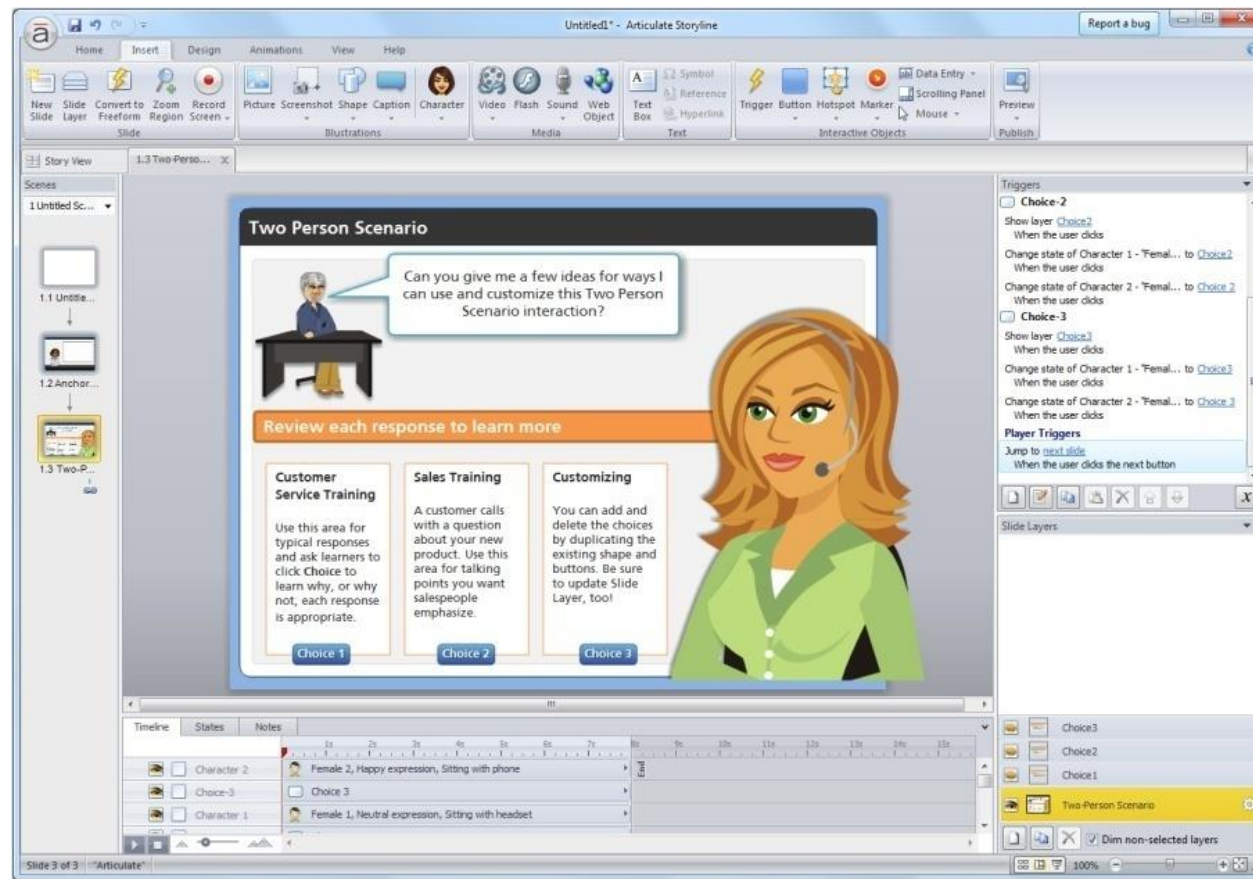 Untitled1* - Articulate Storyline
Report a bug
Home Insert Design Animations View Help
New Slide
Slide Layer
Convert to Freeform
Zoom Region
Record Screen
Picture
Screenshot
Shape
Caption
Character
Video
Flash
Sound
Web Object
Text Box
Symbol
Reference
Hyperlink
Trigger
Button
Hotspot
Marker
Data Entry
Scrolling Panel
Mouse
Preview
Slide
Illustrations
Media
Text
Interactive Objects
Publish
Story View
1.3 Two-Perso...
Scenes
1 Untitled Sc...
1.1 Untitle...
1.2 Anchor...
1.3 Two-P...
Two Person Scenario
Can you give me a few ideas for ways I
can use and customize this Two Person
Scenario interaction?
Review each response to learn more
Customer
Service Training
Use this area for
typical responses
and ask learners to
click Choice to
learn why, or why
not, each response
is appropriate.
Choice 1
Sales Training
A customer calls
with a question
about your new
product. Use this
area for talking
points you want
salespeople
emphasize.
Choice 2
Customizing
You can add and
delete the choices
by duplicating the
existing shape and
buttons. Be sure
to update Slide
Layer, too!
Choice 3
Triggers
Choice-2
Show layer Choice2
When the user clicks
Change state of Character 1 - "Femal... to Choice2
When the user clicks
Change state of Character 2 - "Femal... to Choice 2
When the user clicks
Choice-3
Show layer Choice3
When the user clicks
Change state of Character 1 - "Femal... to Choice3
When the user clicks
Change state of Character 2 - "Femal... to Choice 3
When the user clicks
Player Triggers
Jump to next slide
When the user clicks the next button
Slide Layers
Choice3
Choice2
Choice1
Two-Person Scenario
Dim non-selected layers
Timeline States Notes
1s 2s 3s 4s 5s 6s 7s 8s 9s 10s 11s 12s 13s 14s 15s
End
Character 2
Female 2, Happy expression, Sitting with phone
Choice-3
Choice 3
Character 1
Female 1, Neutral expression, Sitting with headset
Slide 3 of 3 "Articulate"
100%